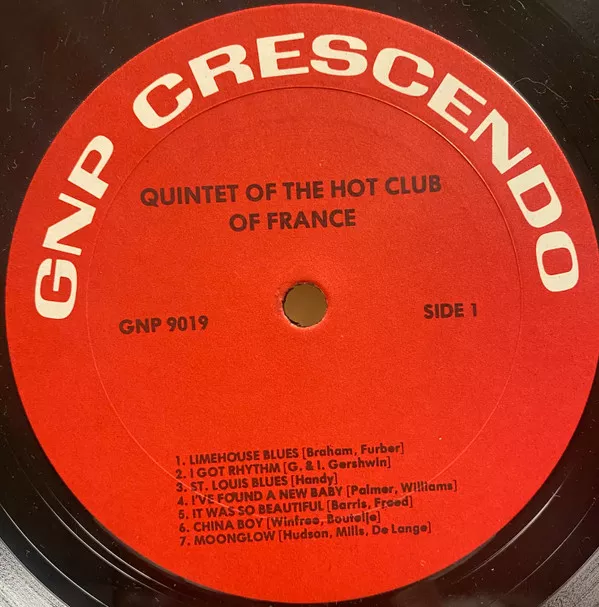 GNP CRESCENDO
QUINTET OF THE HOT CLUB
OF FRANCE
GNP 9019
SIDE 1
1. LIMEHOUSE BLUES [Braham, Furber]
2. I GOT RHYTHM [G. & I. Gershwin]
3. ST. LOUIS BLUES [Handy]
4. I'VE FOUND A NEW BABY [Palmer, Williams]
5. IT WAS SO BEAUTIFUL [Barris, Freed]
6. CHINA BOY [Winfree, Boutelje]
7. MOONGLOW [Hudson, Mills, De Lange]